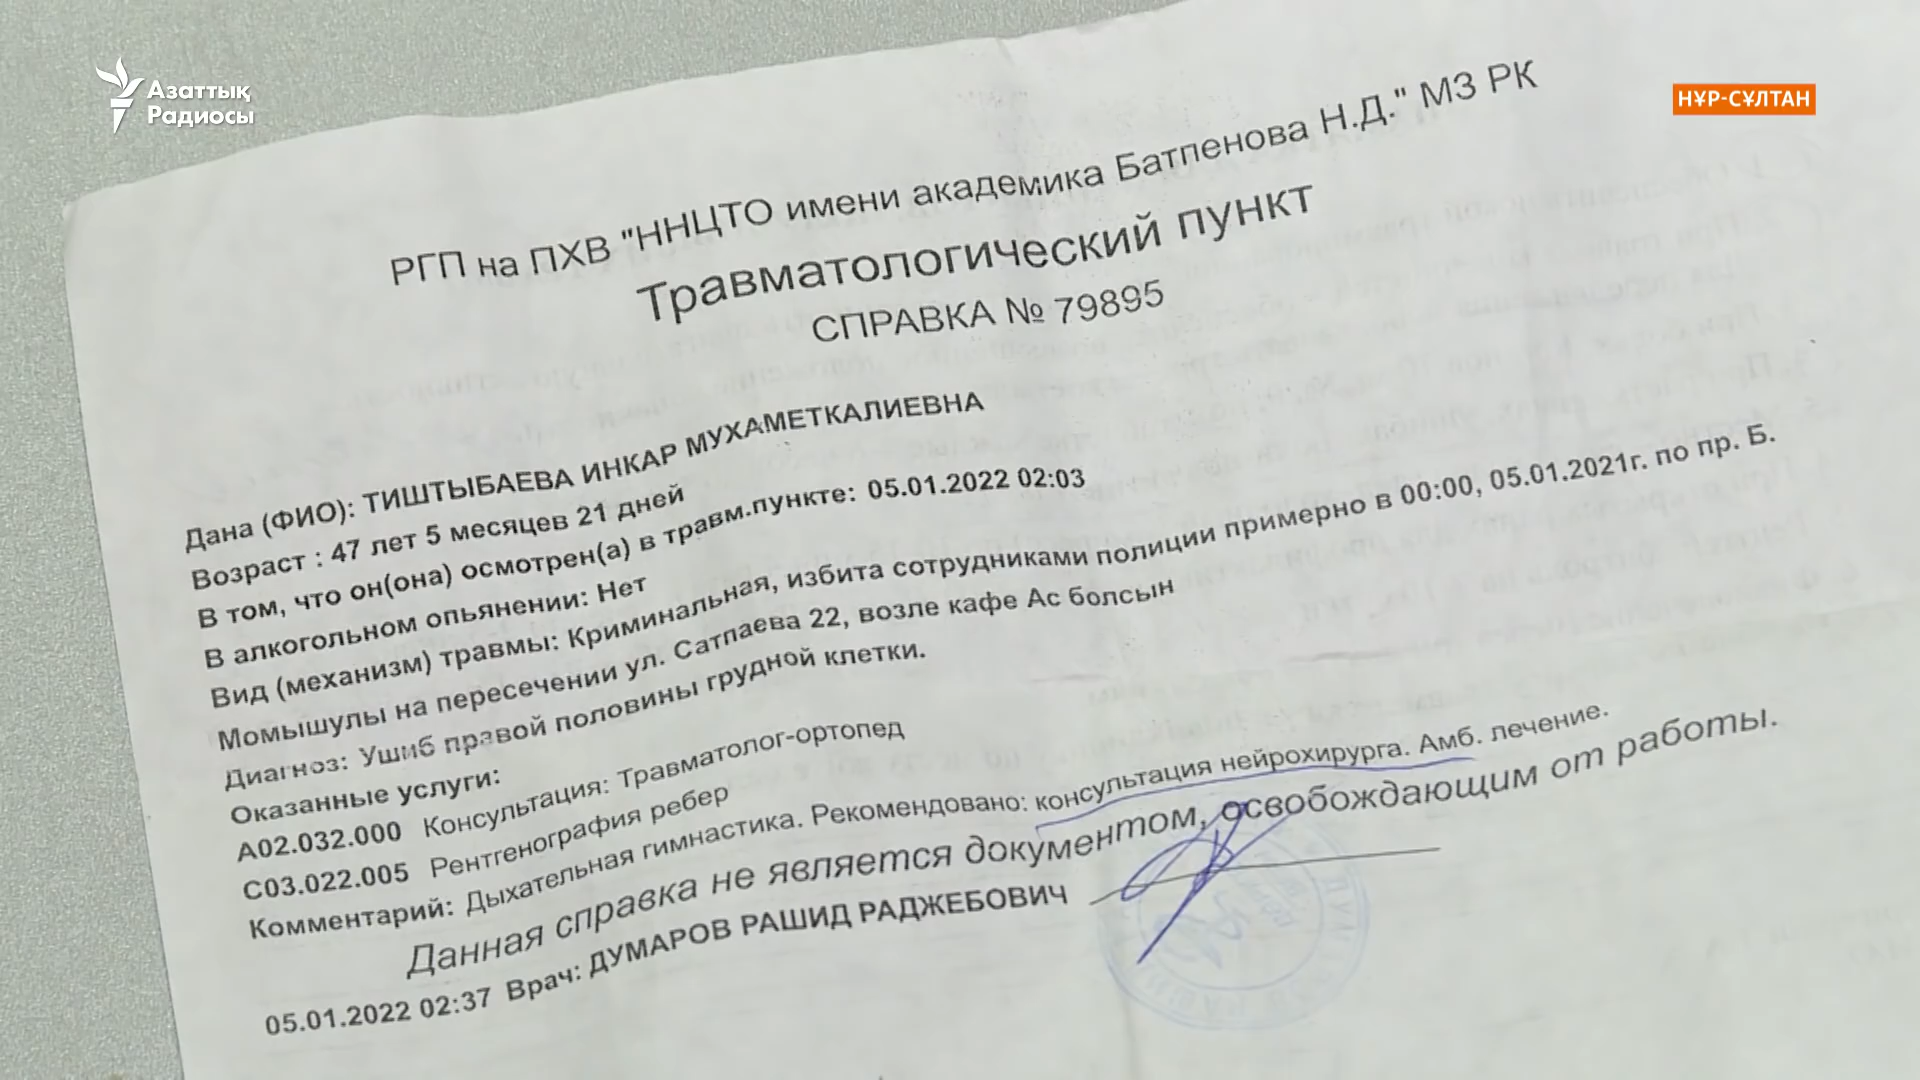 Азаттық
Радиосы
НҰР-СҰЛТАН
РГП на ПХВ "ННЦТО имени академика Батпенова Н.Д." МЗ РК
Травматологический пункт
СПРАВКА № 79895
Дана (ФИО): ТИШТЫБАЕВА ИНКАР МУХАМЕТКАЛИЕВНА
Возраст : 47 лет 5 месяцев 21 дней
В том, что он(она) осмотрен(а) в травм.пункте: 05.01.2022 02:03
В алкогольном опьянении: Нет
Вид (механизм) травмы: Криминальная, избита сотрудниками полиции примерно в 00:00, 05.01.2021г. по пр. Б.
Момышулы на пересечении ул. Сатпаева 22, возле кафе Ас болсын
Диагноз: Ушиб правой половины грудной клетки.
Оказанные услуги:
A02.032.000 Консультация: Травматолог-ортопед
C03.022.005 Рентгенография ребер
Комментарий: Дыхательная гимнастика. Рекомендовано: консультация нейрохирурга. Амб. лечение.
Данная справка не является документом, освобождающим от работы.
05.01.2022 02:37 Врач: ДУМАРОВ РАШИД РАДЖЕБОВИЧ